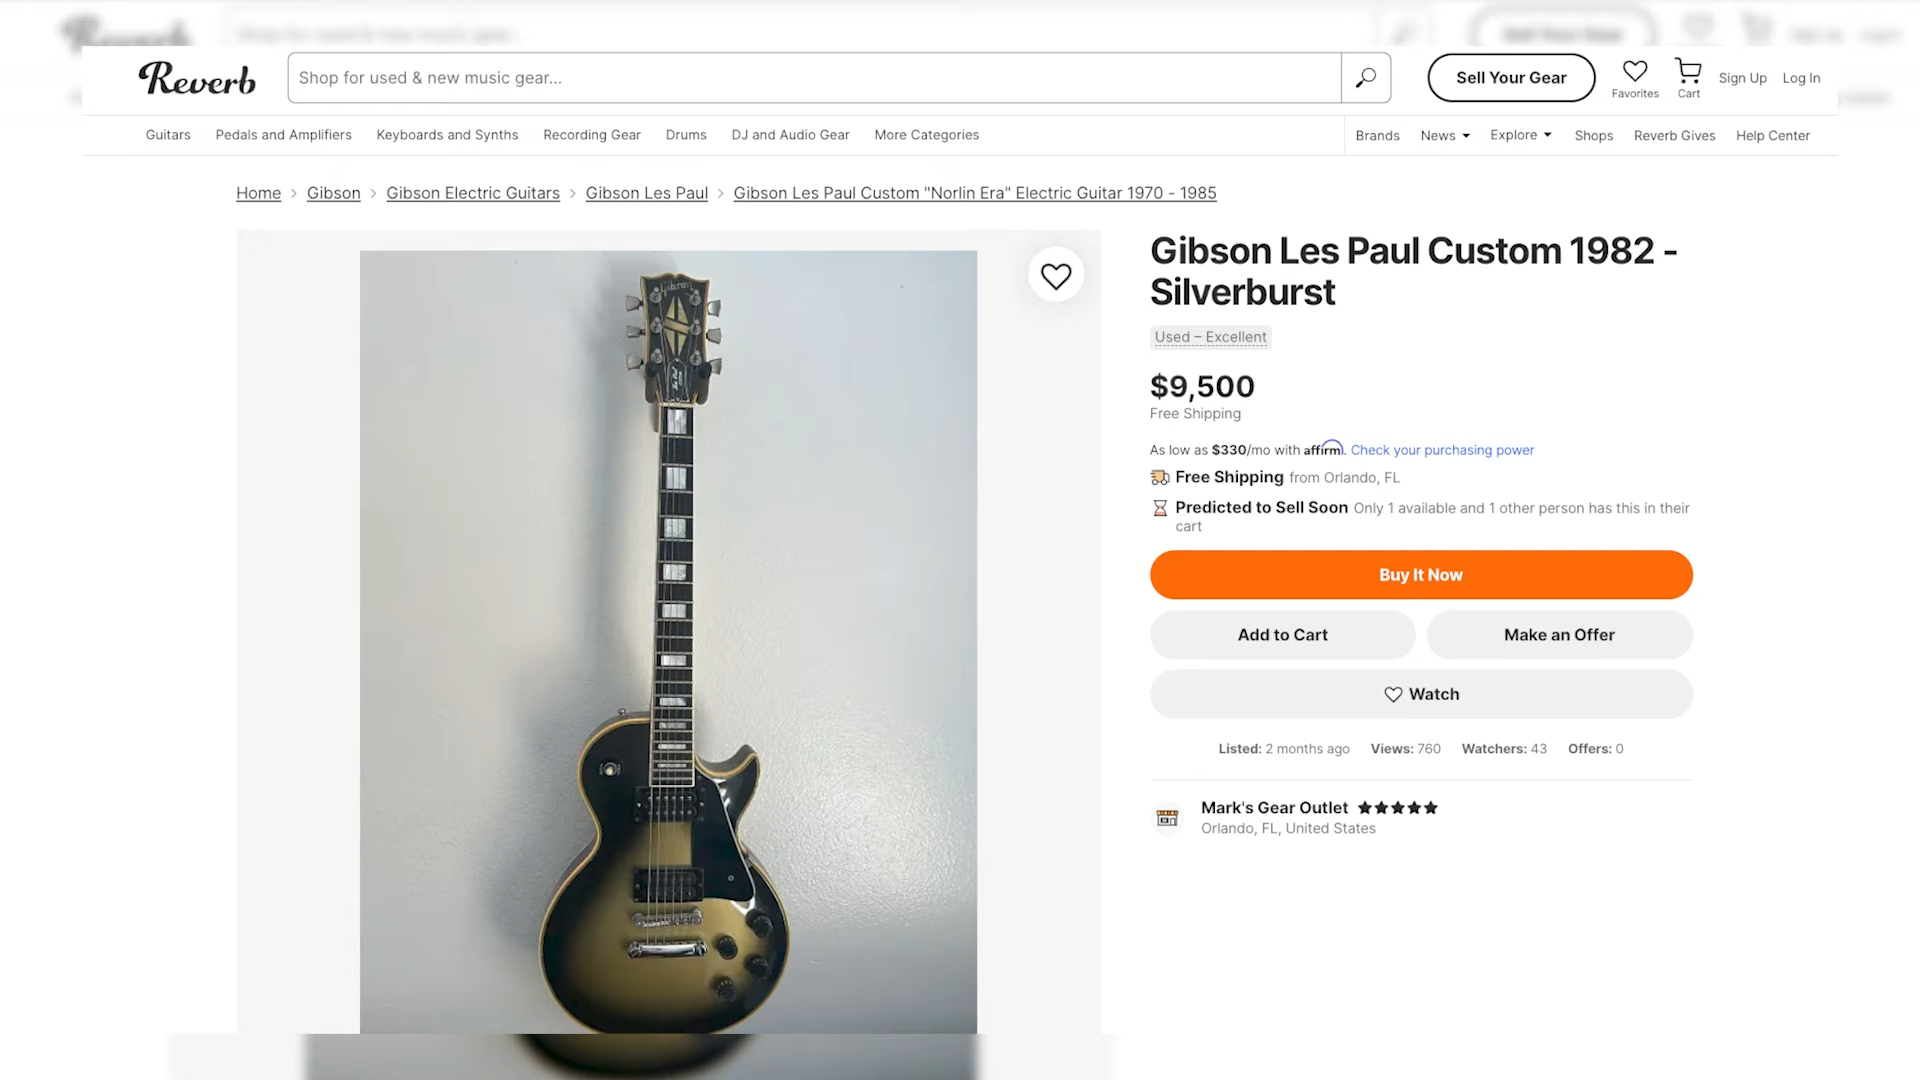 Reverb
Shop for used & new music gear...
Sell Your Gear
Favorites
Cart
Sign Up
Log In
Guitars
Pedals and Amplifiers
Keyboards and Synths
Recording Gear
Drums
DJ and Audio Gear
More Categories
Brands
News
Explore
Shops
Reverb Gives
Help Center
Home > Gibson > Gibson Electric Guitars > Gibson Les Paul > Gibson Les Paul Custom "Norlin Era" Electric Guitar 1970 - 1985
Gibson
Gibson Les Paul Custom 1982 -
Silverburst
Used – Excellent
$9,500
Free Shipping
As low as $330/mo with affirm. Check your purchasing power
Free Shipping from Orlando, FL
Predicted to Sell Soon Only 1 available and 1 other person has this in their
cart
Buy It Now
Add to Cart
Make an Offer
Watch
Listed: 2 months ago
Views: 760
Watchers: 43
Offers: 0
Mark's Gear Outlet
Orlando, FL, United States